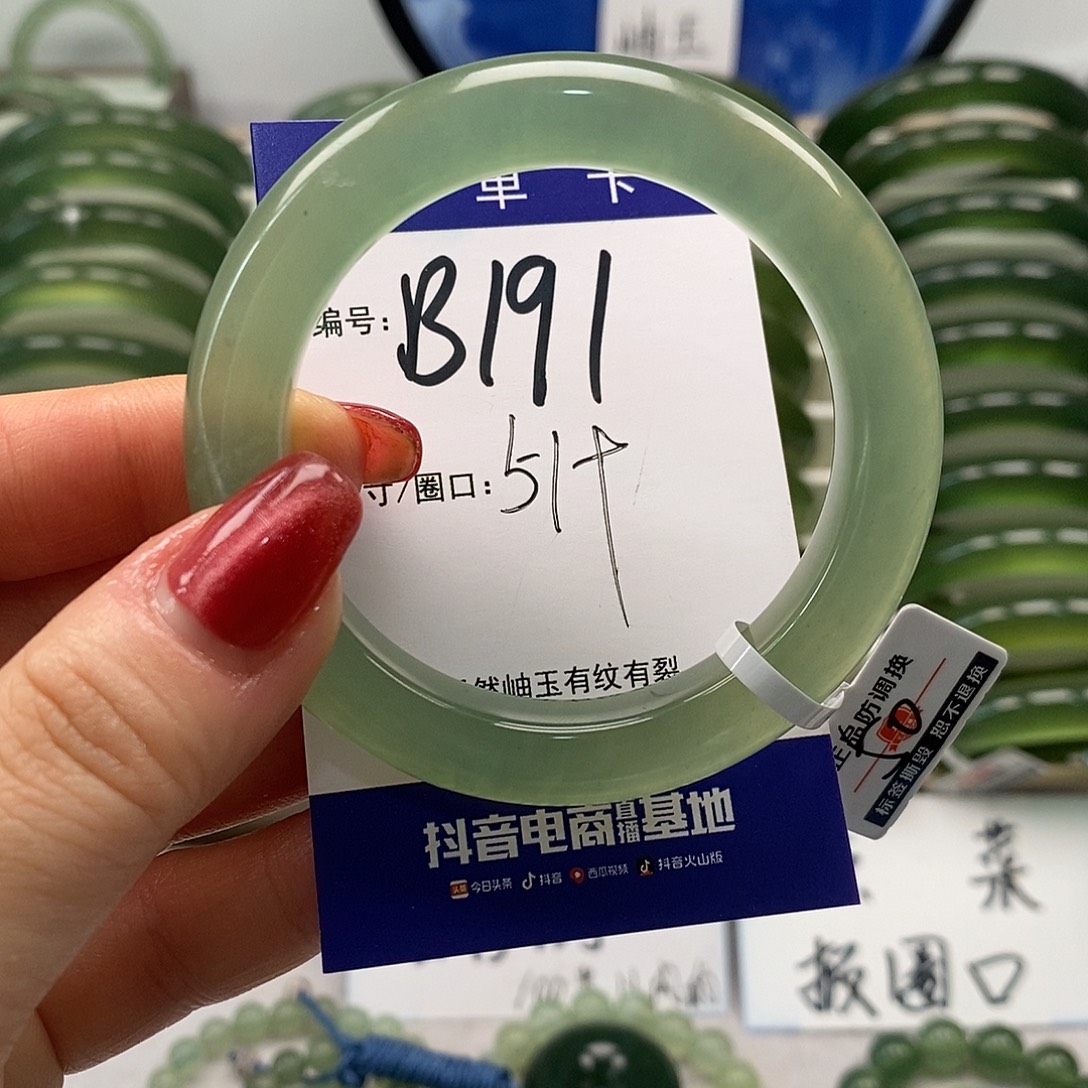 岫玉
单卡
编号：B191
寸/圈口：51+
然岫玉有纹有裂
抖音电商直播基地
今日头条 抖音 西瓜视频 抖音火山版
防调换
标签撕毁 恕不退换
菜
报圈口